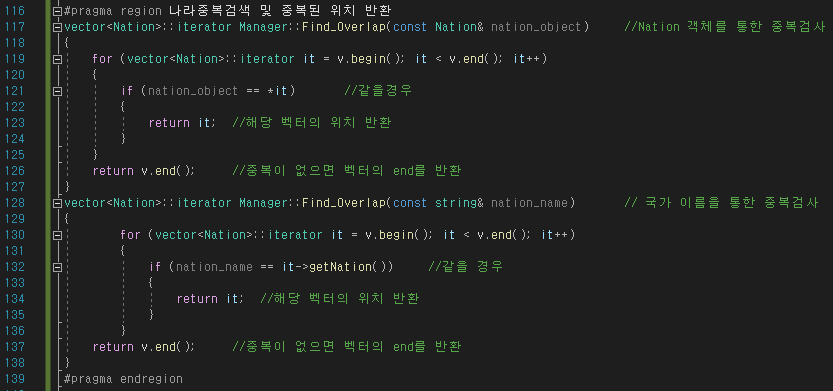 116 #pragma region 나라중복검색 및 중복된 위치 반환
117 vector<Nation>::iterator Manager::Find_Overlap(const Nation& nation_object) //Nation 객체를 통한 중복검사
118 {
119 for (vector<Nation>::iterator it = v.begin(); it < v.end(); it++)
120 {
121 if (nation_object == *it) //같을경우
122 {
123 return it; //해당 벡터의 위치 반환
124 }
125 }
126 return v.end(); //중복이 없으면 벡터의 end를 반환
127 }
128 vector<Nation>::iterator Manager::Find_Overlap(const string& nation_name) // 국가 이름을 통한 중복검사
129 {
130 for (vector<Nation>::iterator it = v.begin(); it < v.end(); it++)
131 {
132 if (nation_name == it->getNation()) //같을 경우
133 {
134 return it; //해당 벡터의 위치 반환
135 }
136 }
137 return v.end(); //중복이 없으면 벡터의 end를 반환
138 }
139 #pragma endregion